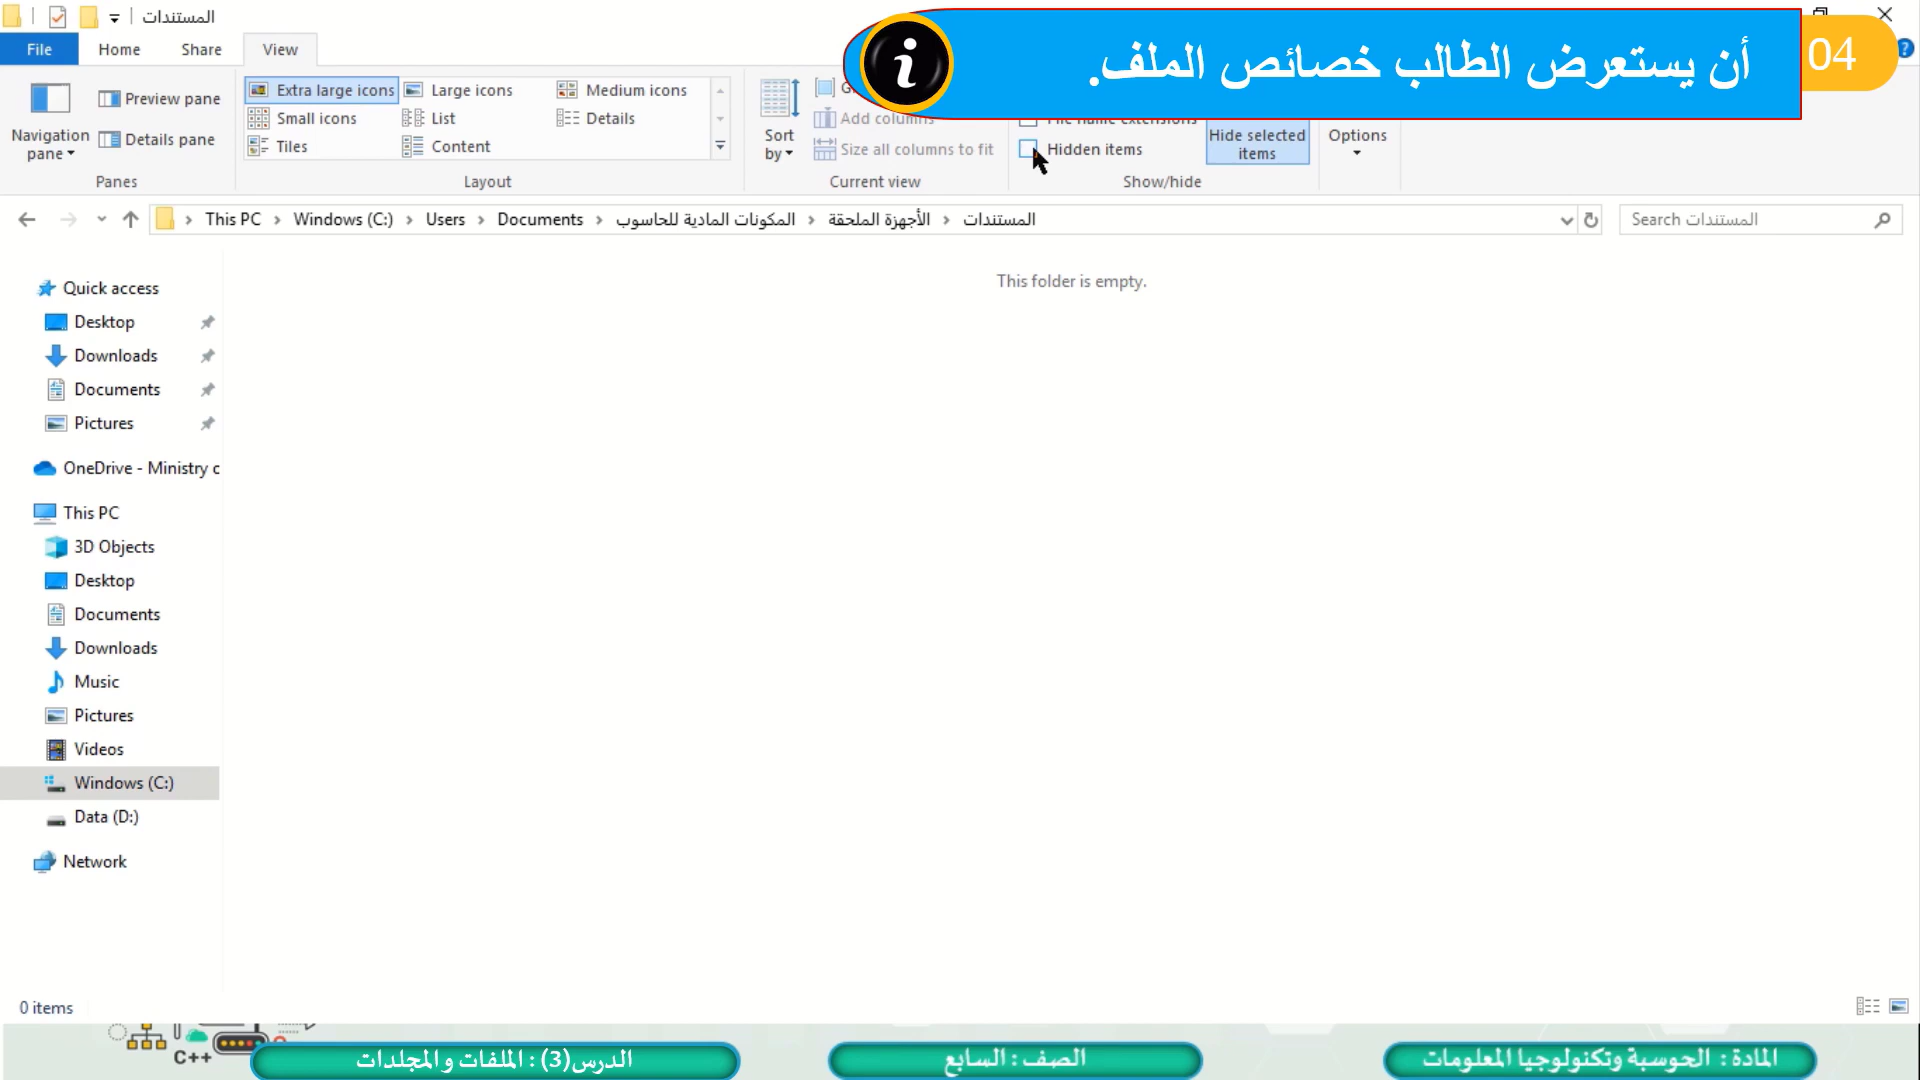 المستندات
04
أن يستعرض الطالب خصائص الملف.
File
Home
Share
View
Navigation pane
Preview pane
Details pane
Panes
Extra large icons
Large icons
Medium icons
Small icons
List
Details
Tiles
Content
Layout
Sort by
Add columns
Size all columns to fit
Current view
File name extensions
Hidden items
Hide selected items
Show/hide
Options
This PC > Windows (C:) > Users > Documents > المكونات المادية للحاسوب > الأجهزة الملحقة > المستندات
Search المستندات
This folder is empty.
Quick access
Desktop
Downloads
Documents
Pictures
OneDrive - Ministry
This PC
3D Objects
Desktop
Documents
Downloads
Music
Pictures
Videos
Windows (C:)
Data (D:)
Network
0 items
C++
المادة : الحوسبة وتكنولوجيا المعلومات
الصف : السابع
الدرس(3) : الملفات و المجلدات